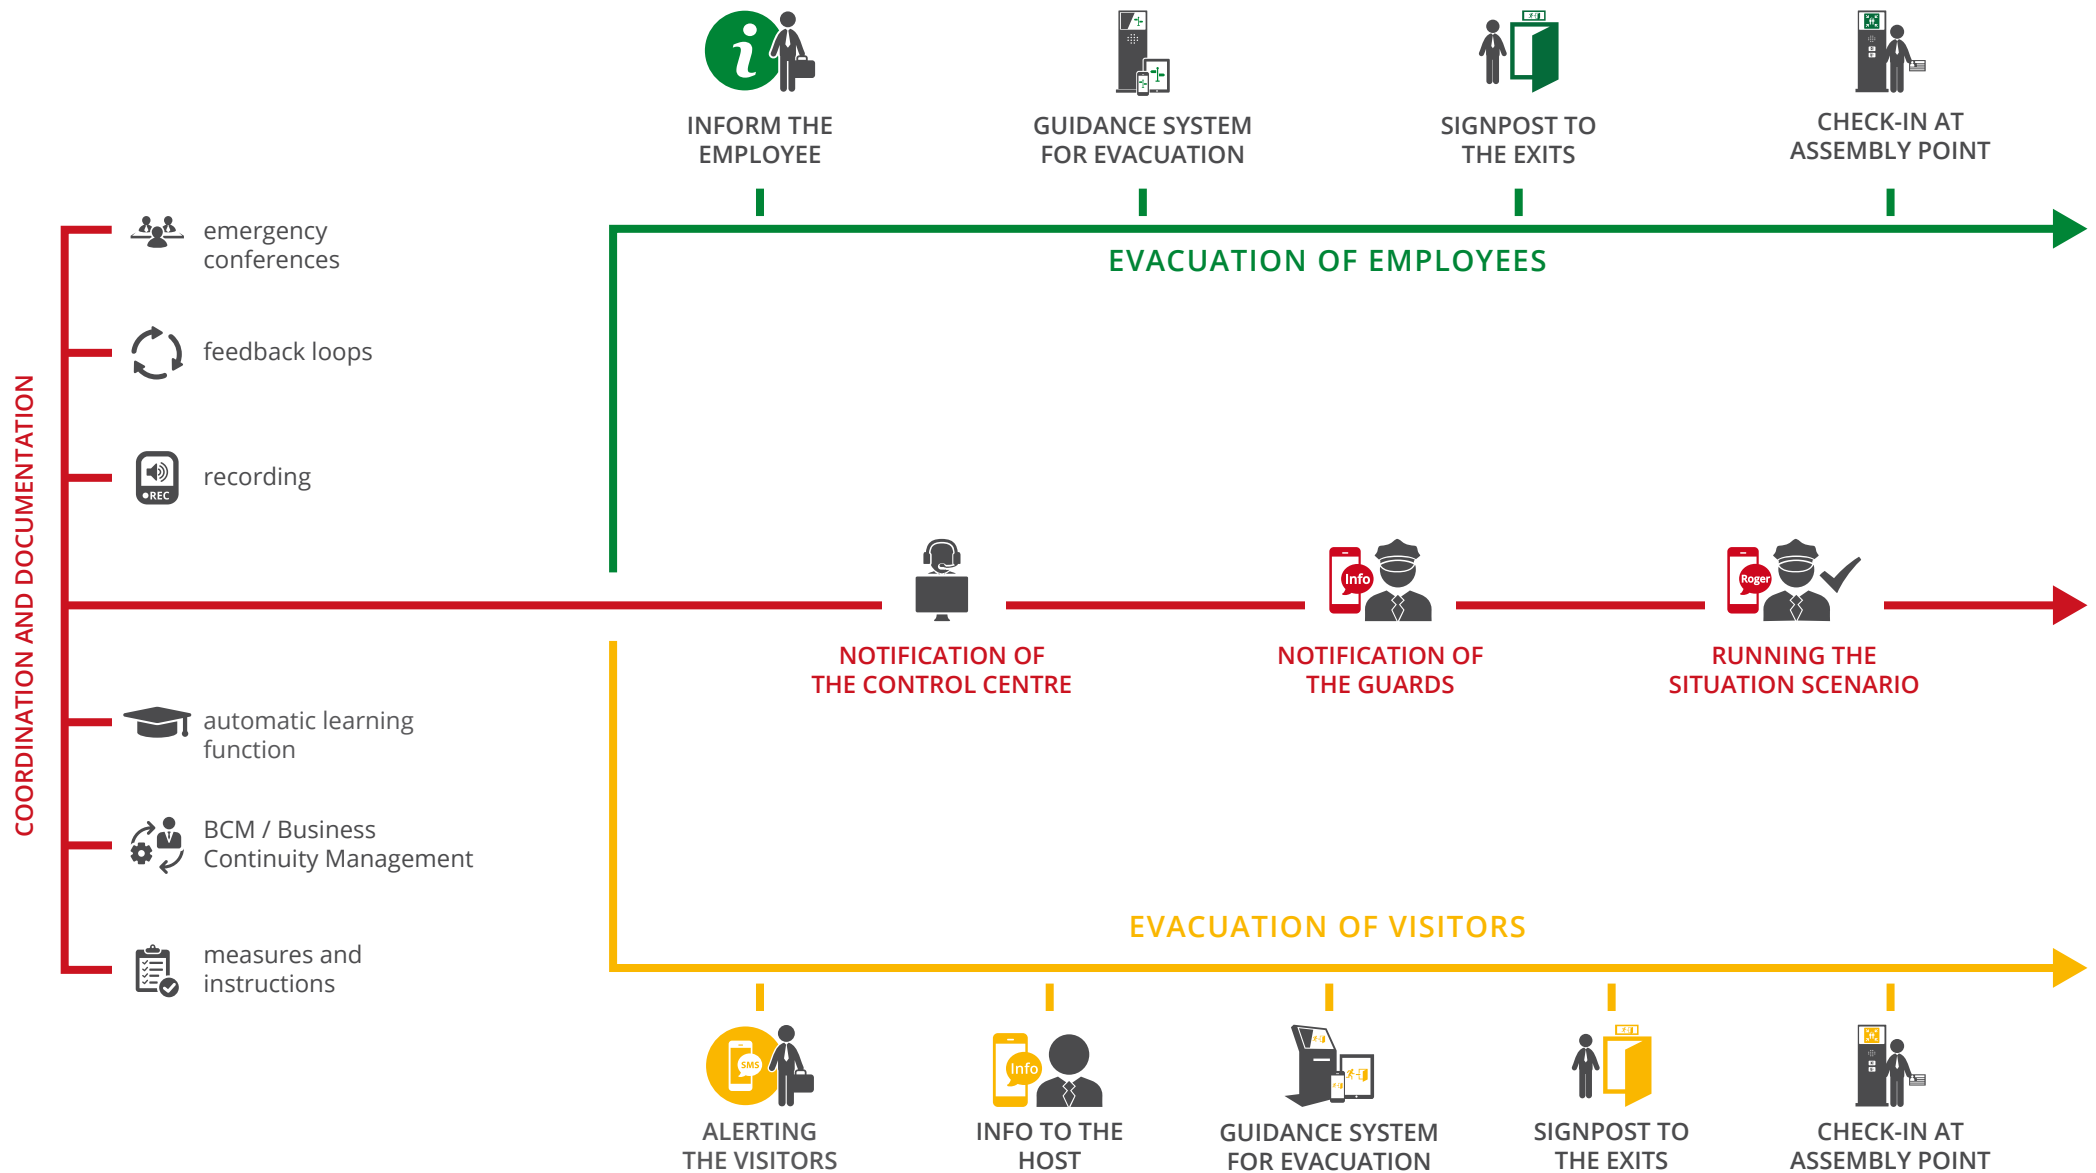 INFORM THE
EMPLOYEE
GUIDANCE SYSTEM
FOR EVACUATION
SIGNPOST TO
THE EXITS
CHECK-IN AT
ASSEMBLY POINT
EVACUATION OF EMPLOYEES
COORDINATION AND DOCUMENTATION
emergency
conferences
feedback loops
REC
recording
automatic learning
function
BCM / Business
Continuity Management
measures and
instructions
NOTIFICATION OF
THE CONTROL CENTRE
Info
NOTIFICATION OF
THE GUARDS
Roger
RUNNING THE
SITUATION SCENARIO
EVACUATION OF VISITORS
SMS
ALERTING
THE VISITORS
Info
INFO TO THE
HOST
GUIDANCE SYSTEM
FOR EVACUATION
SIGNPOST TO
THE EXITS
CHECK-IN AT
ASSEMBLY POINT